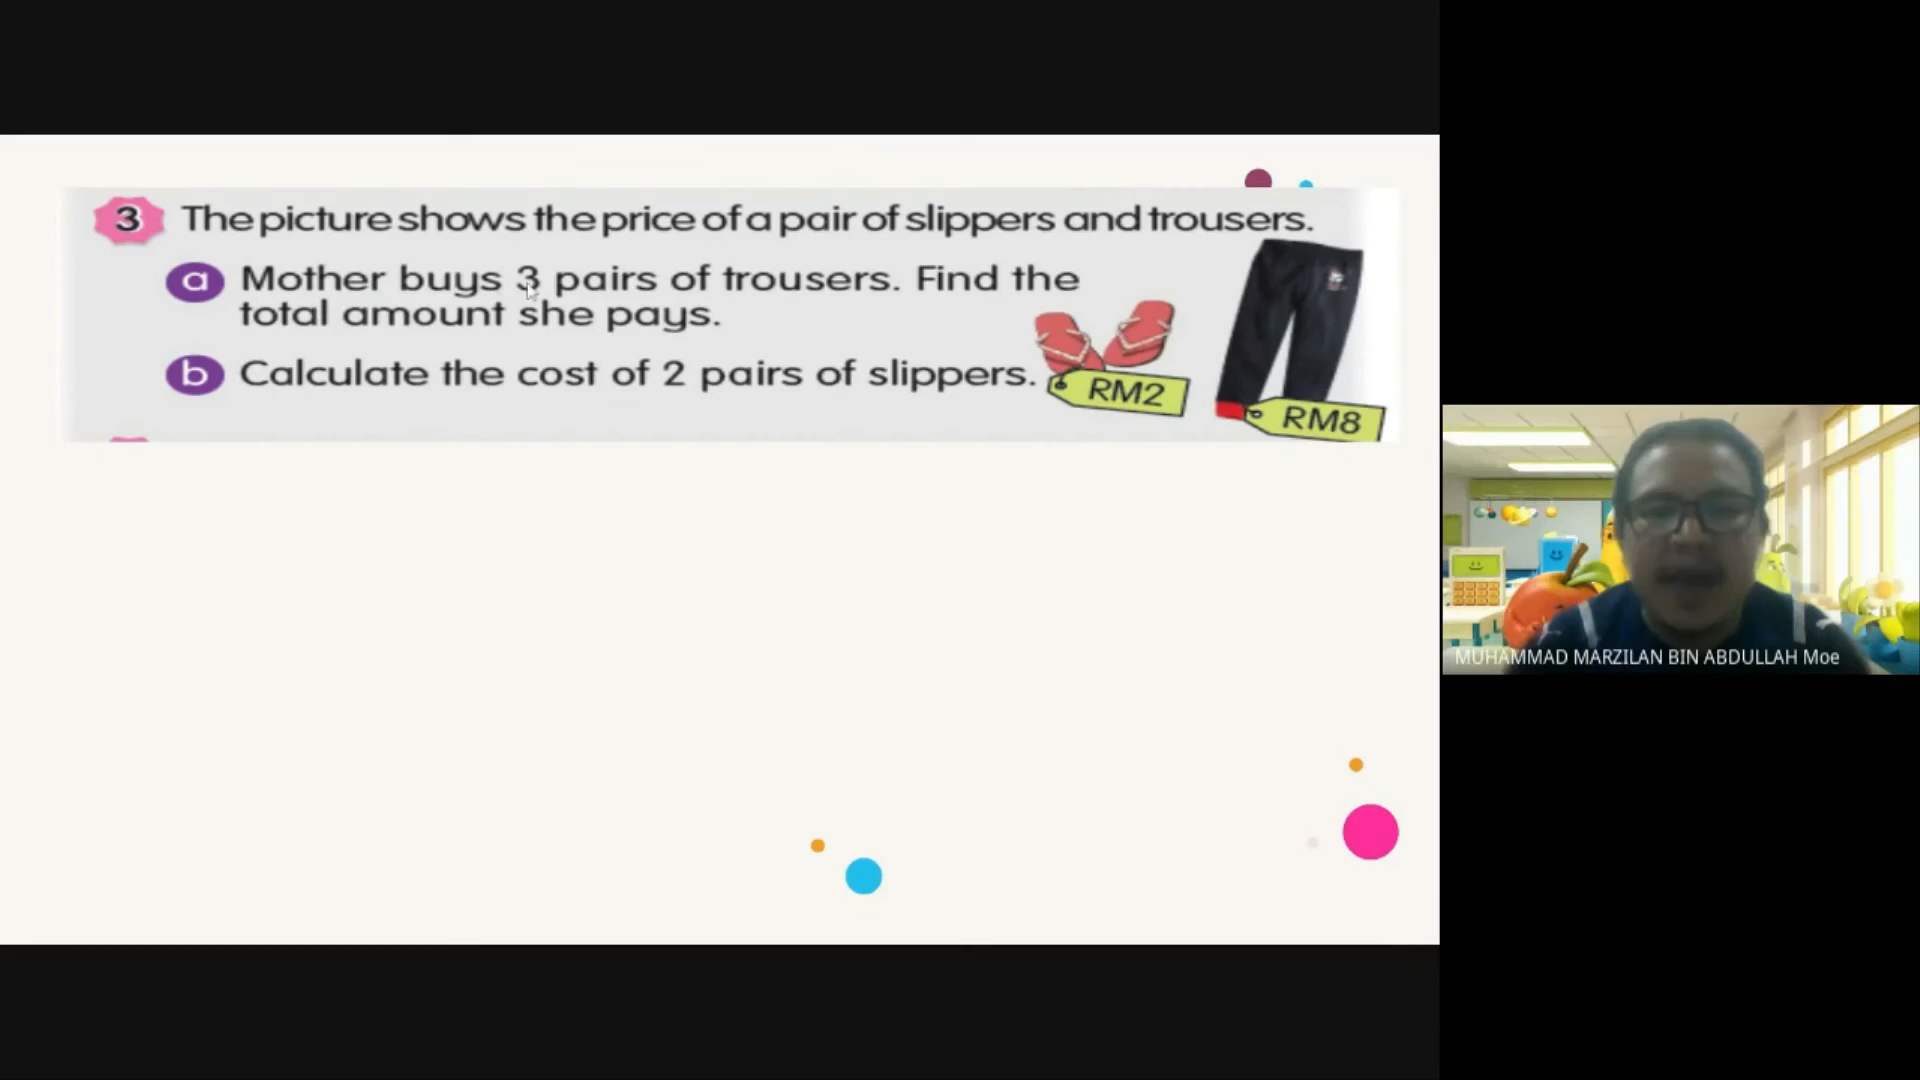 3 The picture shows the price of a pair of slippers and trousers.
a Mother buys 3 pairs of trousers. Find the
total amount she pays.
b Calculate the cost of 2 pairs of slippers.
RM2
RM8
MUHAMMAD MARZILAN BIN ABDULLAH Moe